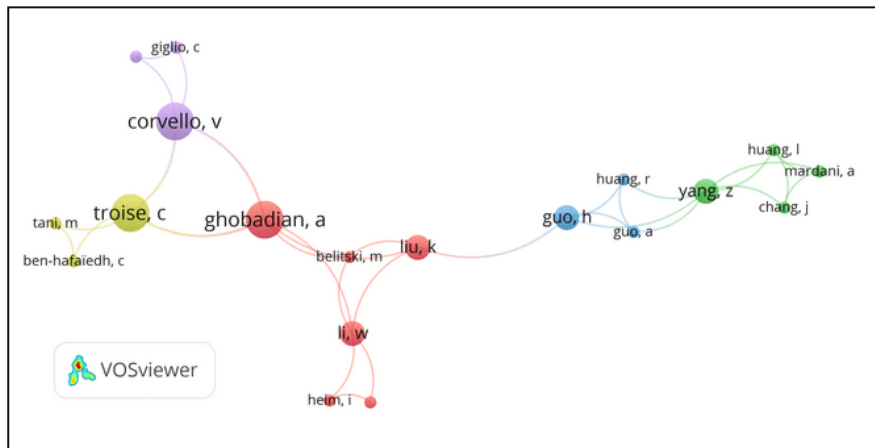 giglio, c
corvello, v
huang, l
mardani, a
huang, r
yang, z
chang, j
troise, c
tani, m
ghobadian, a
guo, h
guo, a
ben-hafaïedh, c
belitski, m
liu, k
li, w
heim, i
VOSviewer